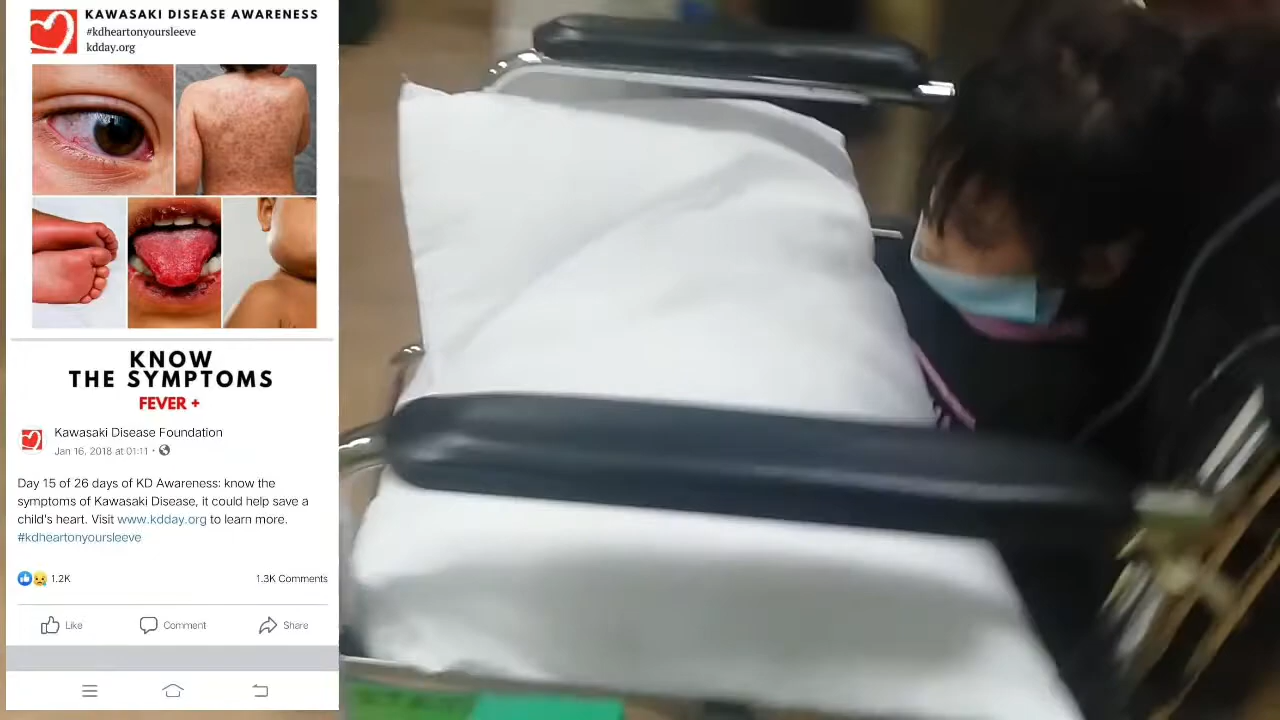 KAWASAKI DISEASE AWARENESS
#kdheartonyoursleeve
kdday.org
KNOW
THE SYMPTOMS
FEVER +
Kawasaki Disease Foundation
Jan 16, 2018 at 01:11 ·
Day 15 of 26 days of KD Awareness: know the
symptoms of Kawasaki Disease, it could help save a
child's heart. Visit www.kdday.org to learn more.
#kdheartonyoursleeve
1.2K
1.3K Comments
Like
Comment
Share